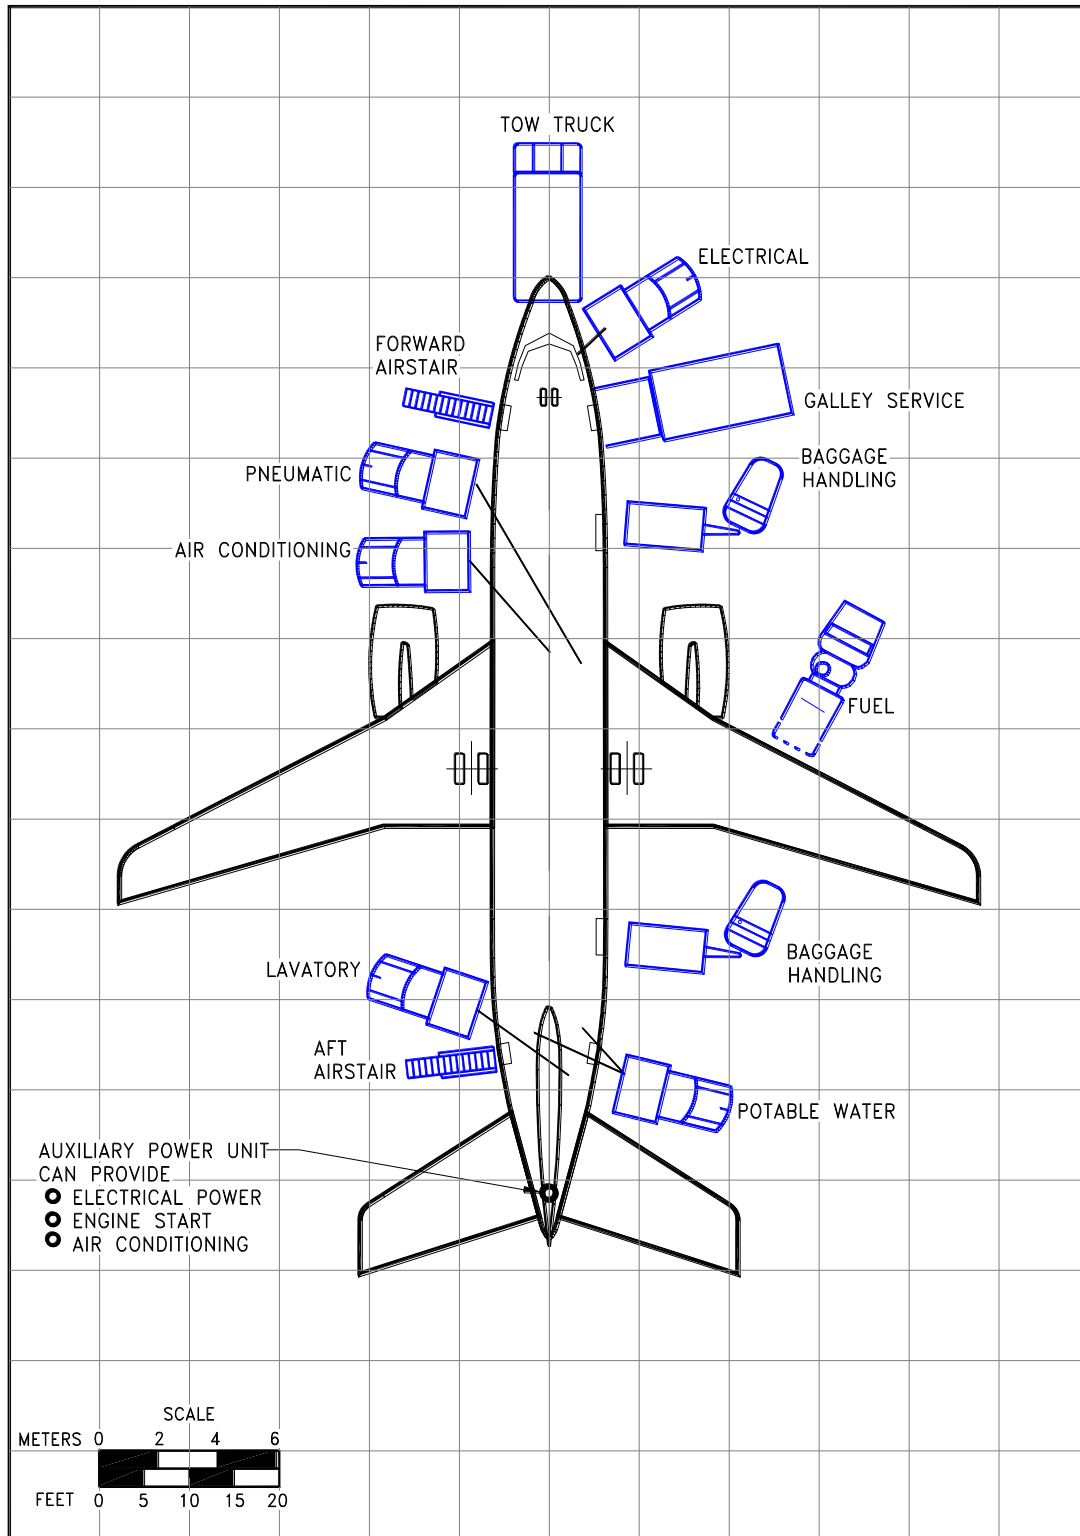 TOW TRUCK
ELECTRICAL
FORWARD
AIRSTAIR
GALLEY SERVICE
BAGGAGE
HANDLING
PNEUMATIC
AIR CONDITIONING
FUEL
BAGGAGE
HANDLING
LAVATORY
AFT
AIRSTAIR
POTABLE WATER
AUXILIARY POWER UNIT
CAN PROVIDE
ELECTRICAL POWER
ENGINE START
AIR CONDITIONING
SCALE
METERS 0 2 4 6
FEET 0 5 10 15 20